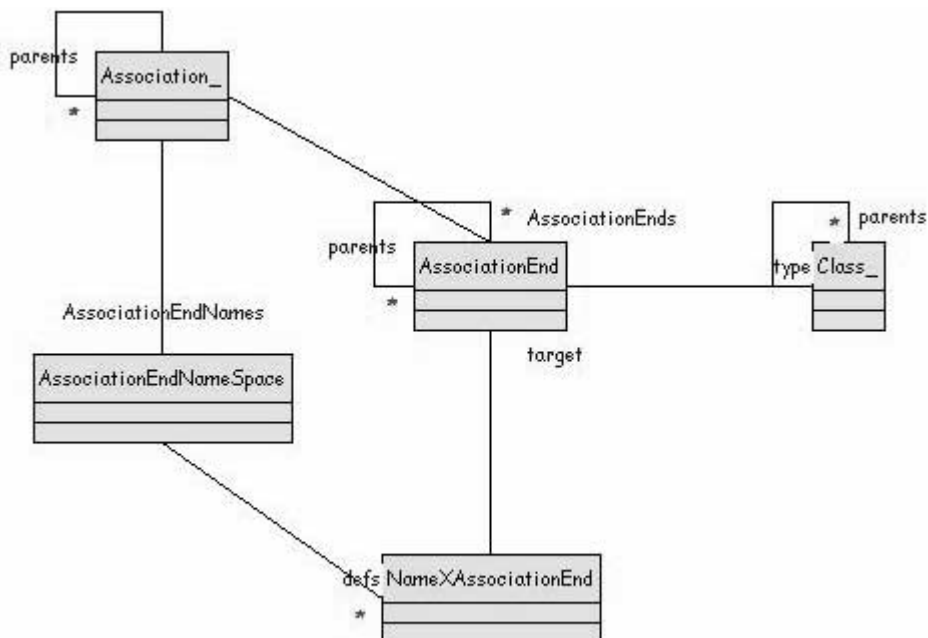 parents
Association_
*
* AssociationEnds
* parents
parents
AssociationEnd
type Class_
*
AssociationEndNames
target
AssociationEndNameSpace
defs NameXAssociationEnd
*